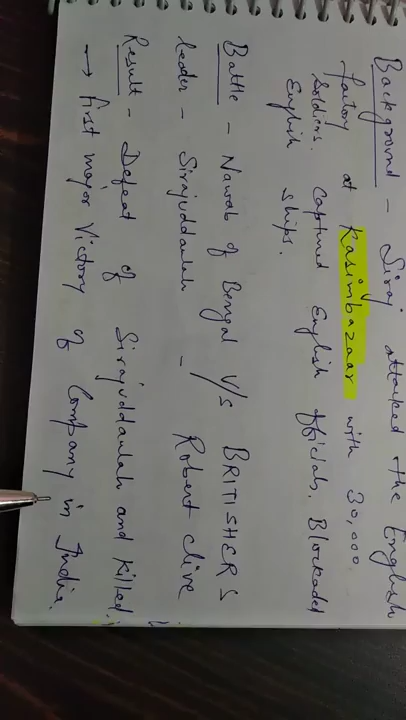 Background - Siraj attacked the English
factory at Kasimbazaar with 30,000
Soldiers. Captured English officials. Blockaded
English ships.
Battle - Nawab of Bengal V/s BRITISHERS
leader - Sirajuddaulah - Robert clive
Result - Defeat of Sirajuddaulah and killed.
→ first major Victory of Company in India.